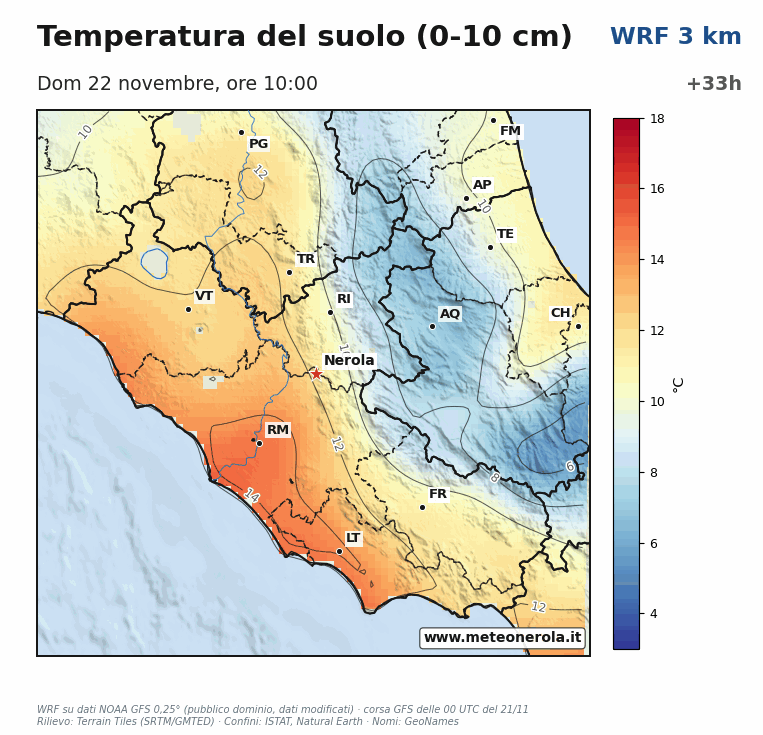 Temperatura del suolo (0-10 cm)
WRF 3 km
Dom 22 novembre, ore 10:00
+33h
10
FM
PG
12
AP
10
TE
TR
VT
RI
AQ
CH
10
Nerola
RM
12
8
6
14
FR
LT
12
www.meteonerola.it
18
16
14
12
10
8
6
4
°C
WRF su dati NOAA GFS 0,25° (pubblico dominio, dati modificati) · corsa GFS delle 00 UTC del 21/11
Rilievo: Terrain Tiles (SRTM/GMTED) · Confini: ISTAT, Natural Earth · Nomi: GeoNames